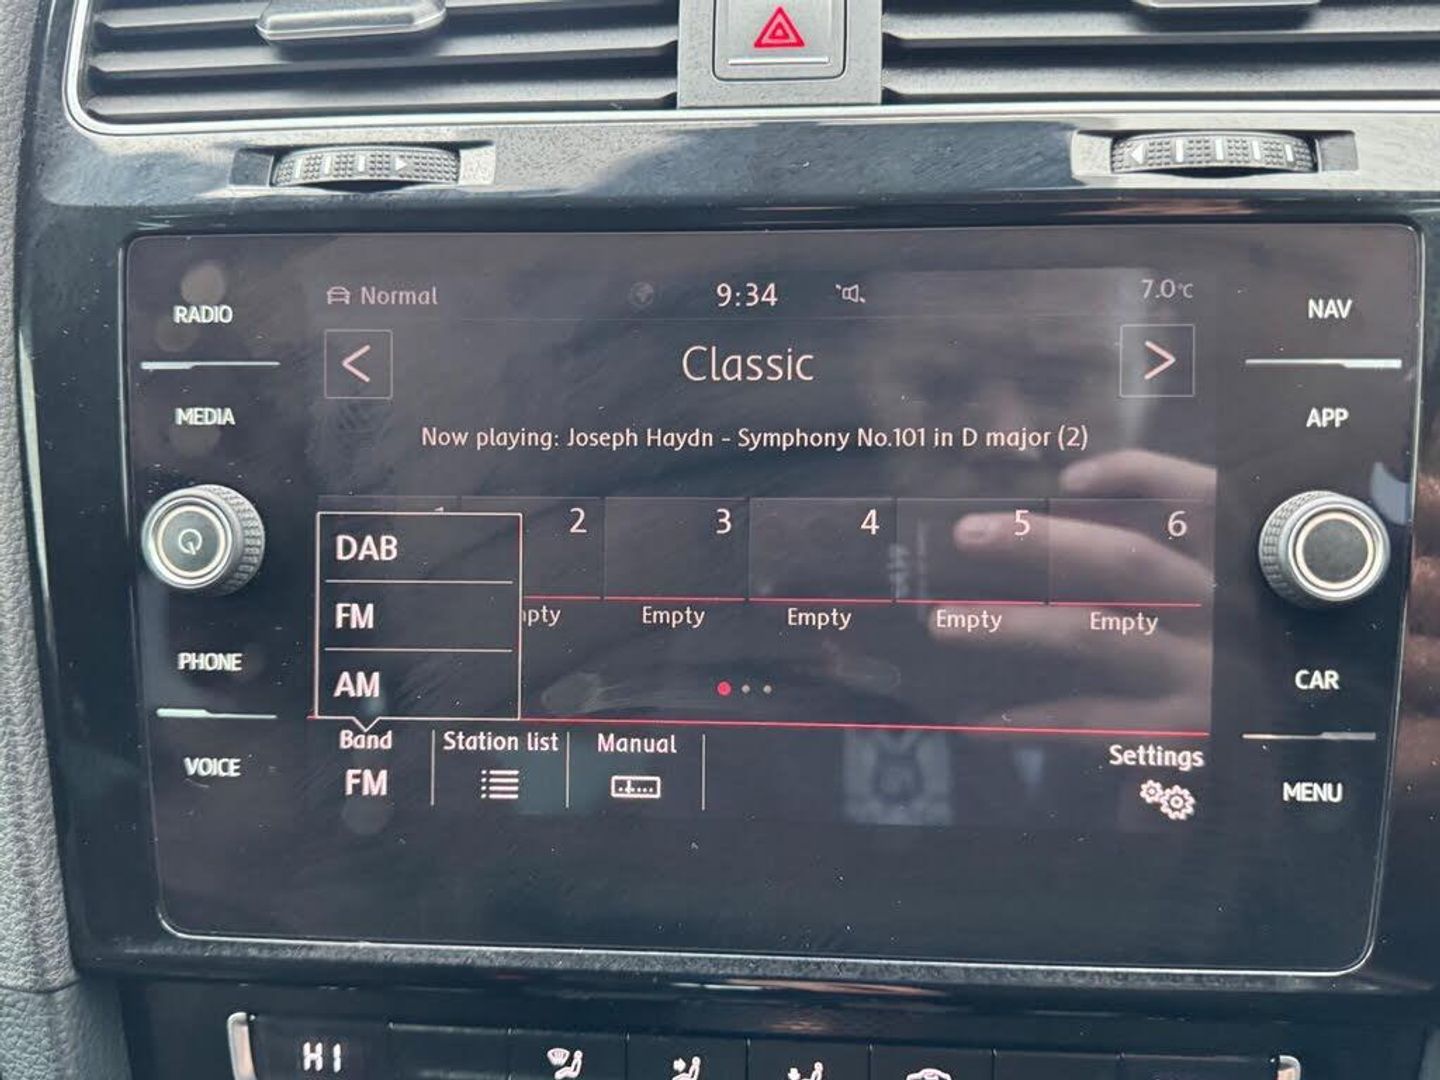 Normal
9:34
7.0°C
RADIO
NAV
Classic
MEDIA
APP
Now playing: Joseph Haydn - Symphony No.101 in D major (2)
2
3
4
5
6
DAB
FM
AM
Empty
Empty
Empty
Empty
PHONE
CAR
Band
FM
Station list
Manual
Settings
VOICE
MENU
HI